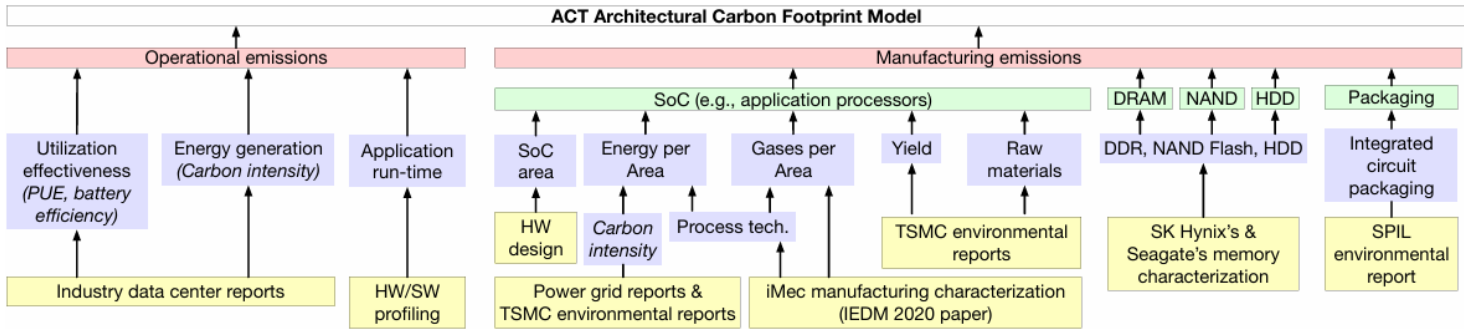 ACT Architectural Carbon Footprint Model
Operational emissions
Manufacturing emissions
SoC (e.g., application processors)
DRAM
NAND
HDD
Packaging
Utilization
effectiveness
(PUE, battery
efficiency)
Energy generation
(Carbon intensity)
Application
run-time
SoC
area
Energy per
Area
Gases per
Area
Yield
Raw
materials
DDR, NAND Flash, HDD
Integrated
circuit
packaging
HW
design
Carbon
intensity
Process tech.
TSMC environmental
reports
SK Hynix's &
Seagate's memory
characterization
SPIL
environmental
report
Industry data center reports
HW/SW
profiling
Power grid reports &
TSMC environmental reports
iMec manufacturing characterization
(IEDM 2020 paper)